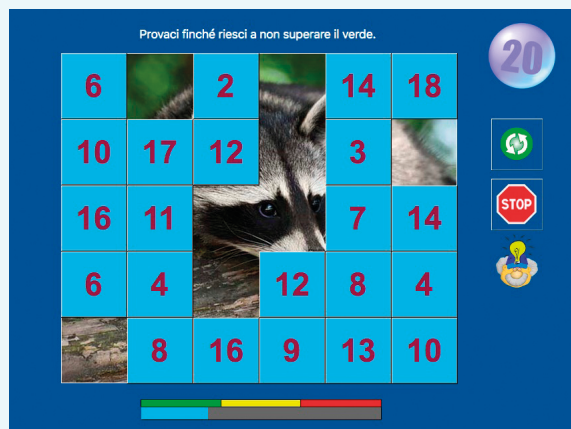 Provaci finché riesci a non superare il verde.
20
6 2 14 18
10 17 12 3
16 11 7 14
STOP
6 4 12 8 4
8 16 9 13 10